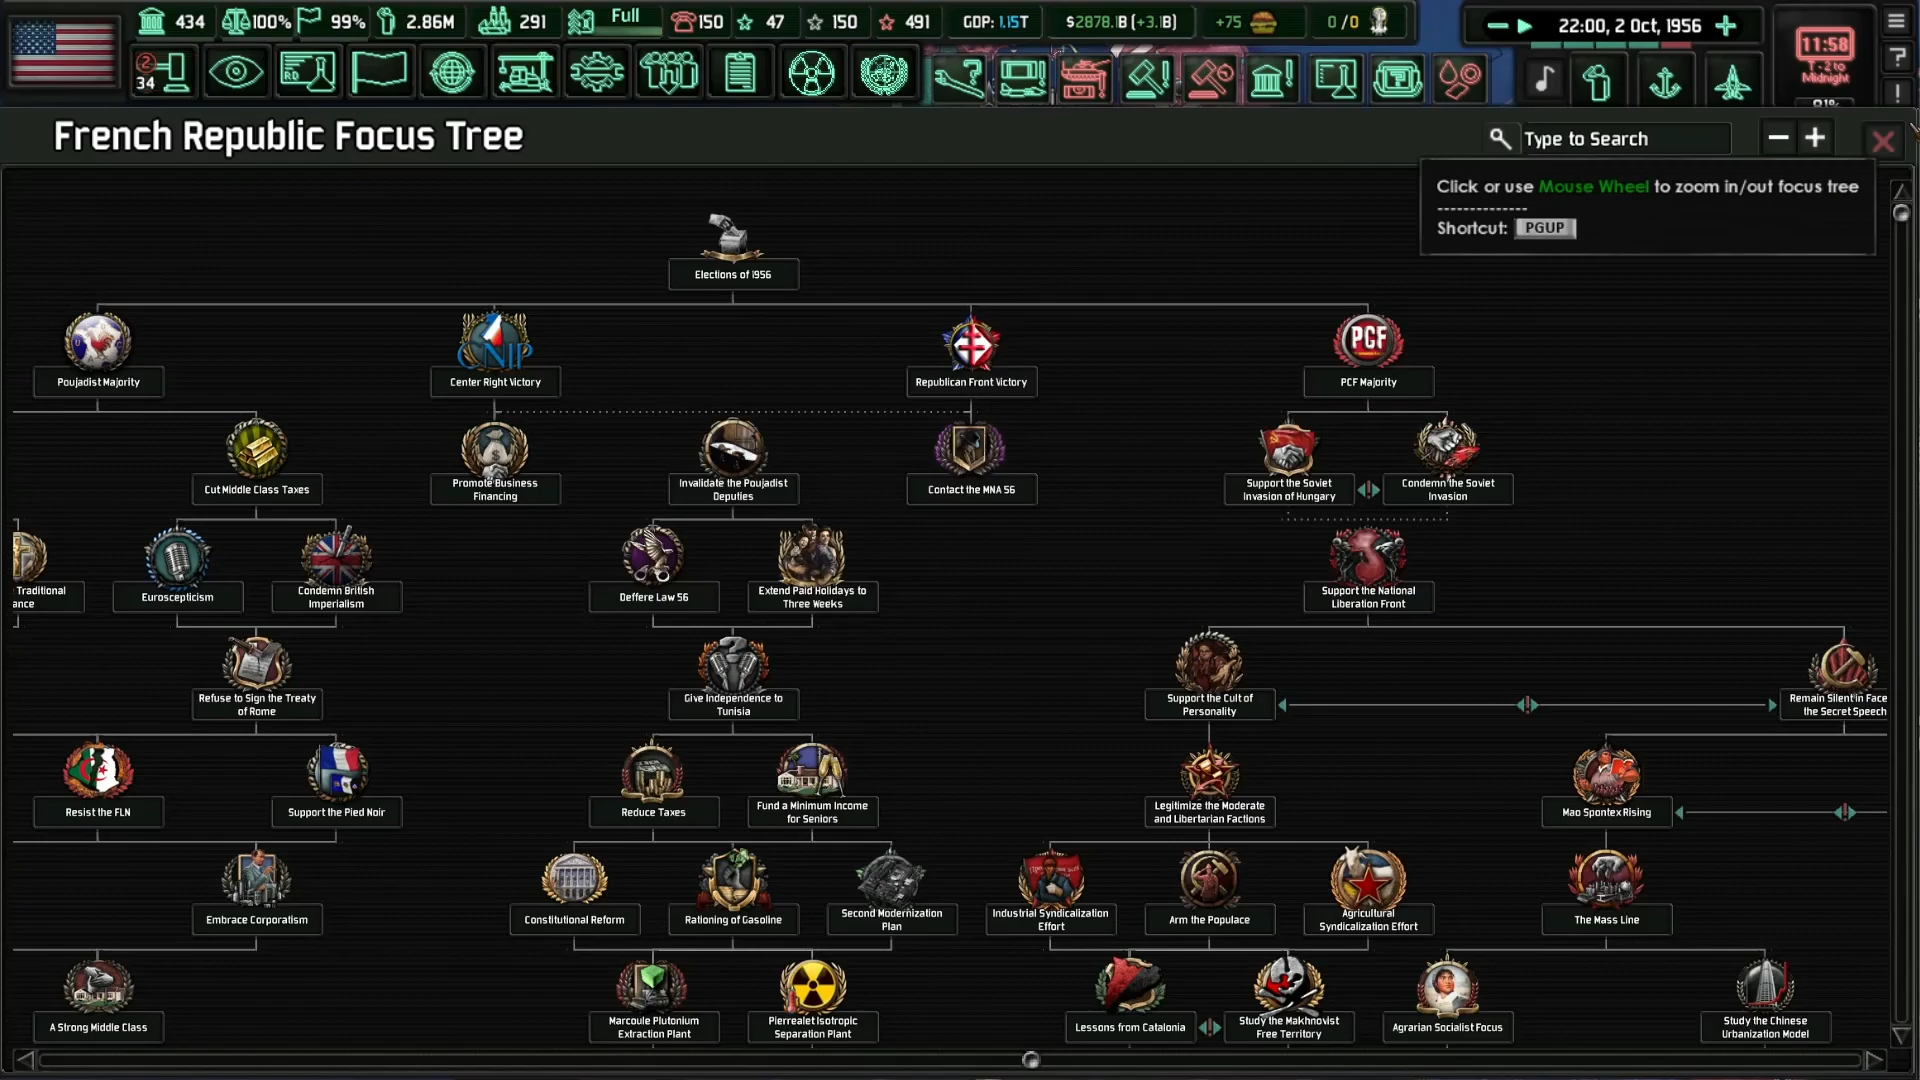 434
100%
99%
2.86M
291
Full
150
47
150
491
GDP: 1.15T
$2878.1B (+3.1B)
+75
0 / 0
22:00, 2 Oct, 1956
11:58
T - 2 to
Midnight
2
34
RD
French Republic Focus Tree
Type to Search
Click or use Mouse Wheel to zoom in/out focus tree
--------------
Shortcut: PGUP
Elections of 1956
CNIP
PCF
Poujadist Majority
Center Right Victory
Republican Front Victory
PCF Majority
Cut Middle Class Taxes
Promote Business
Financing
Invalidate the Poujadist
Deputies
Contact the MNA 56
Support the Soviet
Invasion of Hungary
Condemn the Soviet
Invasion
Traditional
ance
Euroscepticism
Condemn British
Imperialism
Deffere Law 56
Extend Paid Holidays to
Three Weeks
Support the National
Liberation Front
Refuse to Sign the Treaty
of Rome
Give Independence to
Tunisia
Support the Cult of
Personality
Remain Silent in Face
the Secret Speech
Resist the FLN
Support the Pied Noir
Reduce Taxes
Fund a Minimum Income
for Seniors
Legitimize the Moderate
and Libertarian Factions
Mao Spontex Rising
Embrace Corporatism
Constitutional Reform
Rationing of Gasoline
Second Modernization
Plan
Industrial Syndicalization
Effort
Arm the Populace
Agricultural
Syndicalization Effort
The Mass Line
A Strong Middle Class
Marcoule Plutonium
Extraction Plant
Pierrealet Isotropic
Separation Plant
Lessons from Catalonia
Study the Makhnovist
Free Territory
Agrarian Socialist Focus
Study the Chinese
Urbanization Model